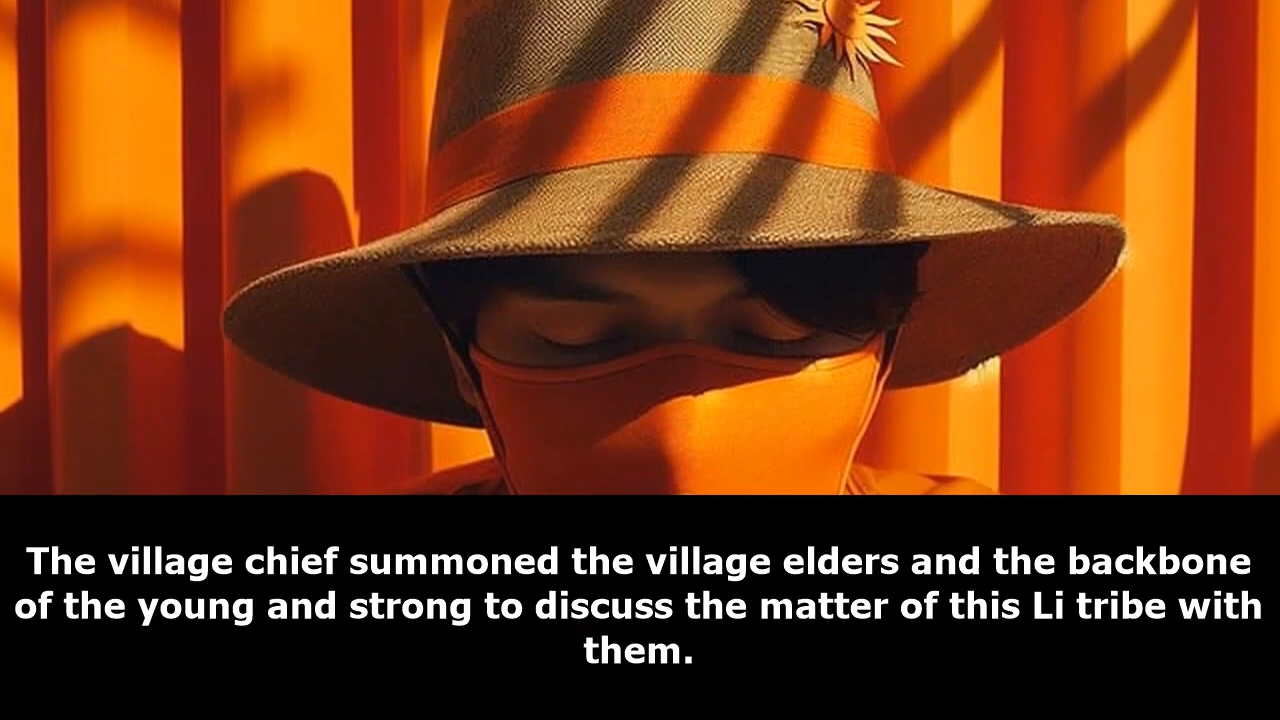 The village chief summoned the village elders and the backbone
of the young and strong to discuss the matter of this Li tribe with
them.